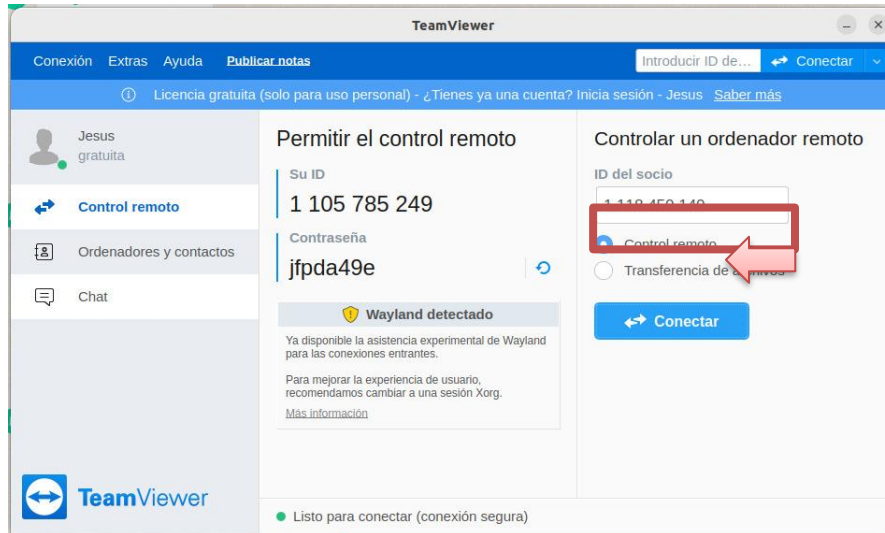 TeamViewer
Conexión Extras Ayuda Publicar notas
Introducir ID de... Conectar
Licencia gratuita (solo para uso personal) - ¿Tienes ya una cuenta? Inicia sesión - Jesus Saber más
Jesus
gratuita
Control remoto
Ordenadores y contactos
Chat
Permitir el control remoto
Su ID
1 105 785 249
Contraseña
jfpda49e
Wayland detectado
Ya disponible la asistencia experimental de Wayland
para las conexiones entrantes.
Para mejorar la experiencia de usuario,
recomendamos cambiar a una sesión Xorg.
Más información
Controlar un ordenador remoto
ID del socio
Control remoto
Transferencia de
Conectar
TeamViewer
Listo para conectar (conexión segura)